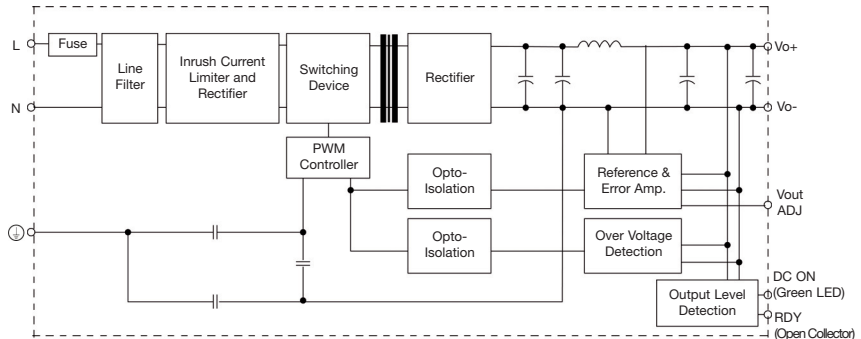 L
Fuse
Line
Filter
Inrush Current
Limiter and
Rectifier
Switching
Device
Rectifier
Vo+
N
Vo-
PWM
Controller
Opto-
Isolation
Reference &
Error Amp.
Vout
ADJ
Opto-
Isolation
Over Voltage
Detection
Output Level
Detection
DC ON
(Green LED)
RDY
(Open Collector)